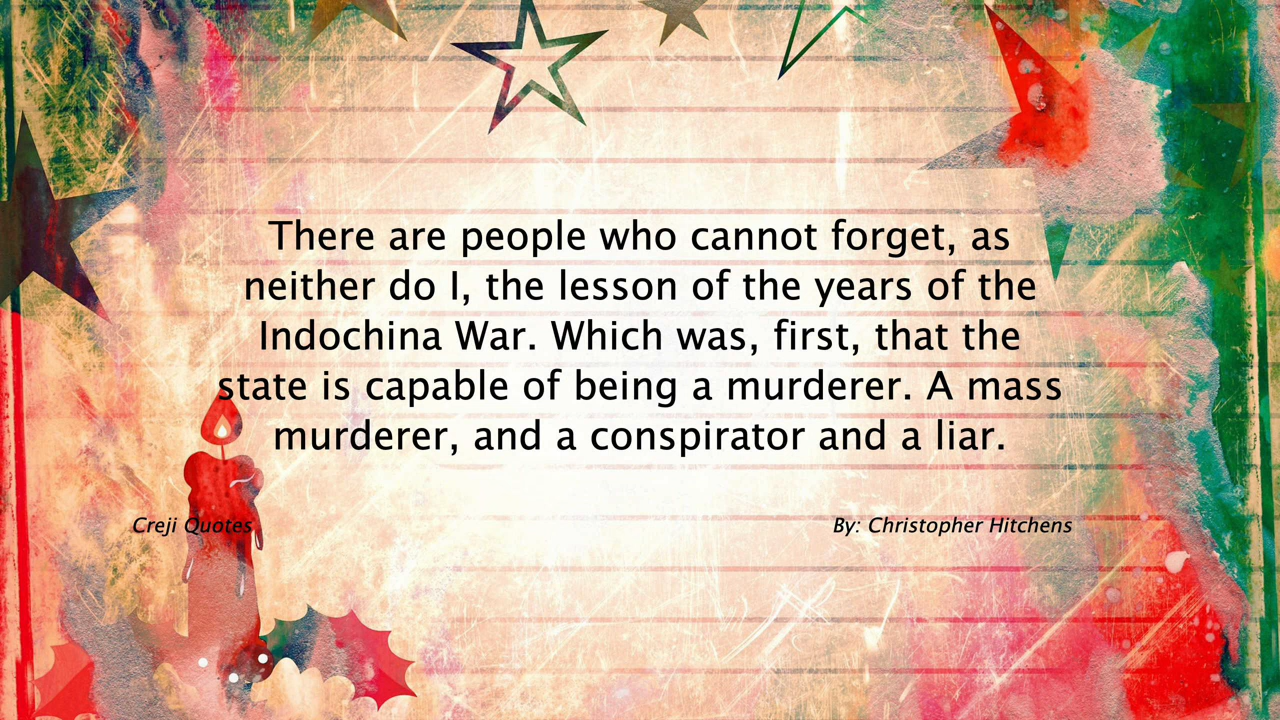 There are people who cannot forget, as
neither do I, the lesson of the years of the
Indochina War. Which was, first, that the
state is capable of being a murderer. A mass
murderer, and a conspirator and a liar.
Creji Quotes
By: Christopher Hitchens